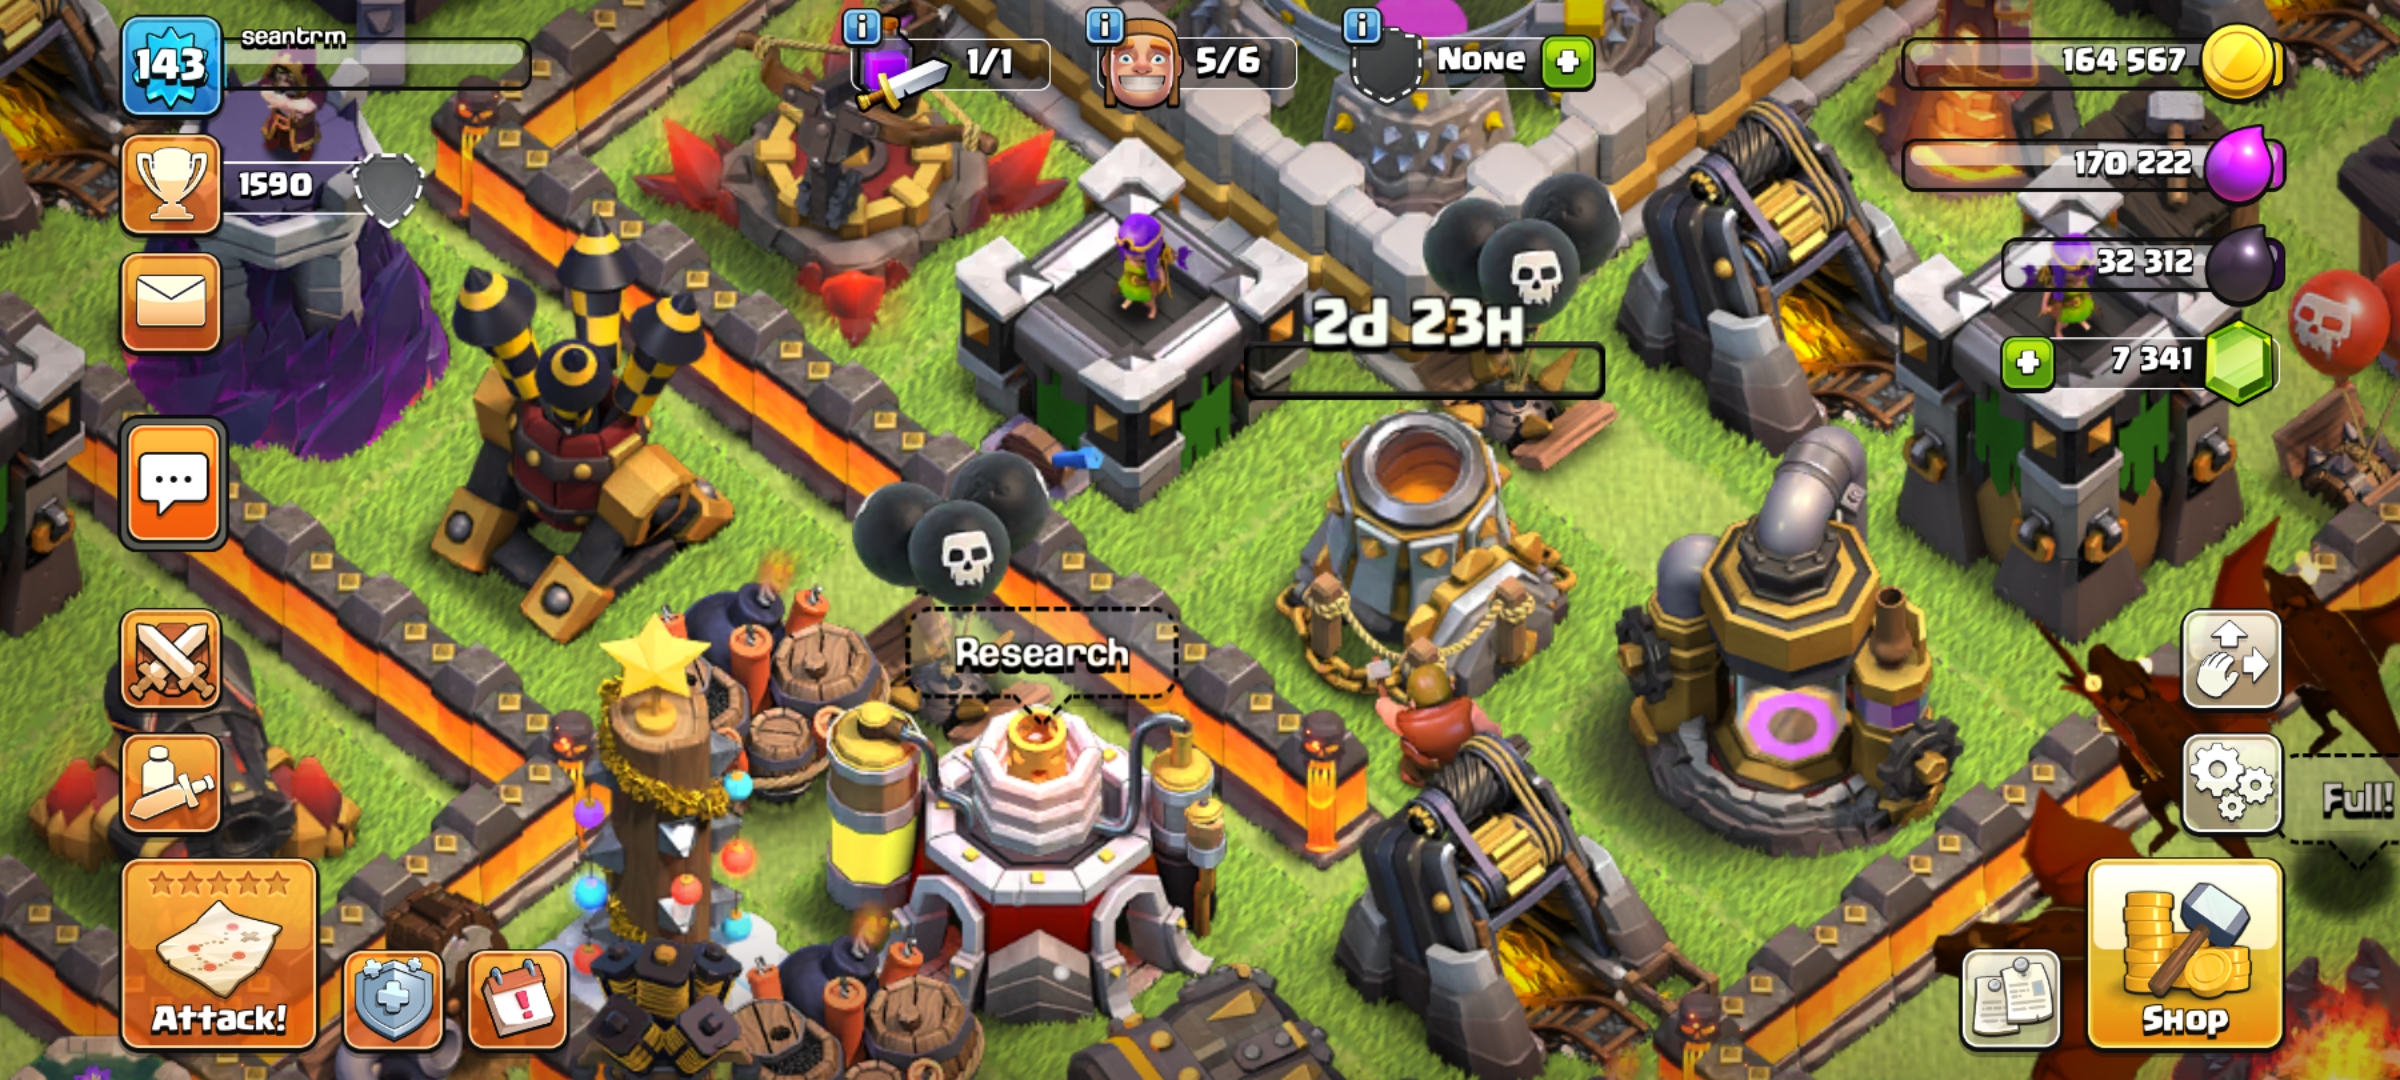 143
seantrm
1/1
5/6
None
164 567
1590
170 222
32 312
2d 23H
7 341
Research
Full!
Attack!
Shop